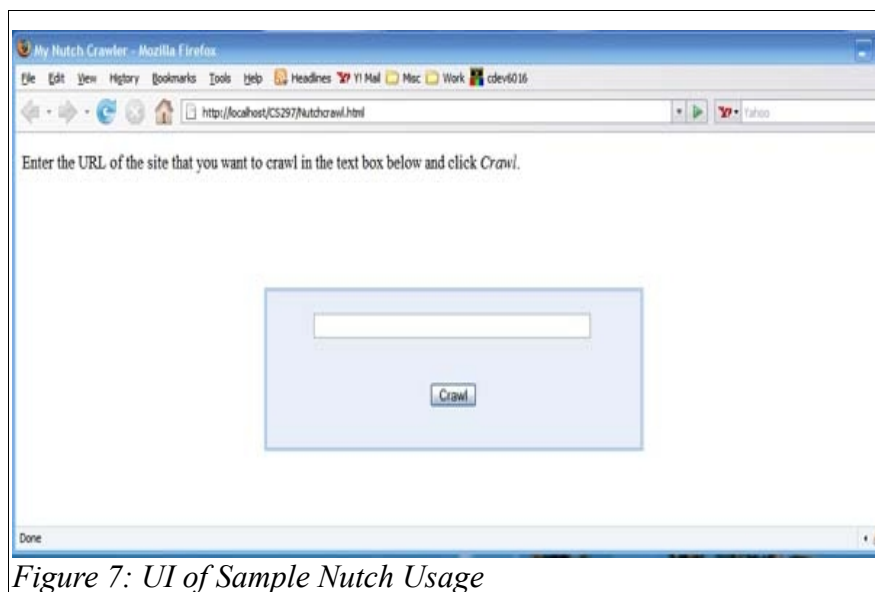 My Nutch Crawler - Mozilla Firefox
File Edit View History Bookmarks Tools Help Headlines Y! Mail Misc Work cdev6016
http://localhost/CS297/Nutchcrawl.html Yahoo
Enter the URL of the site that you want to crawl in the text box below and click Crawl.
Crawl
Done
Figure 7: UI of Sample Nutch Usage